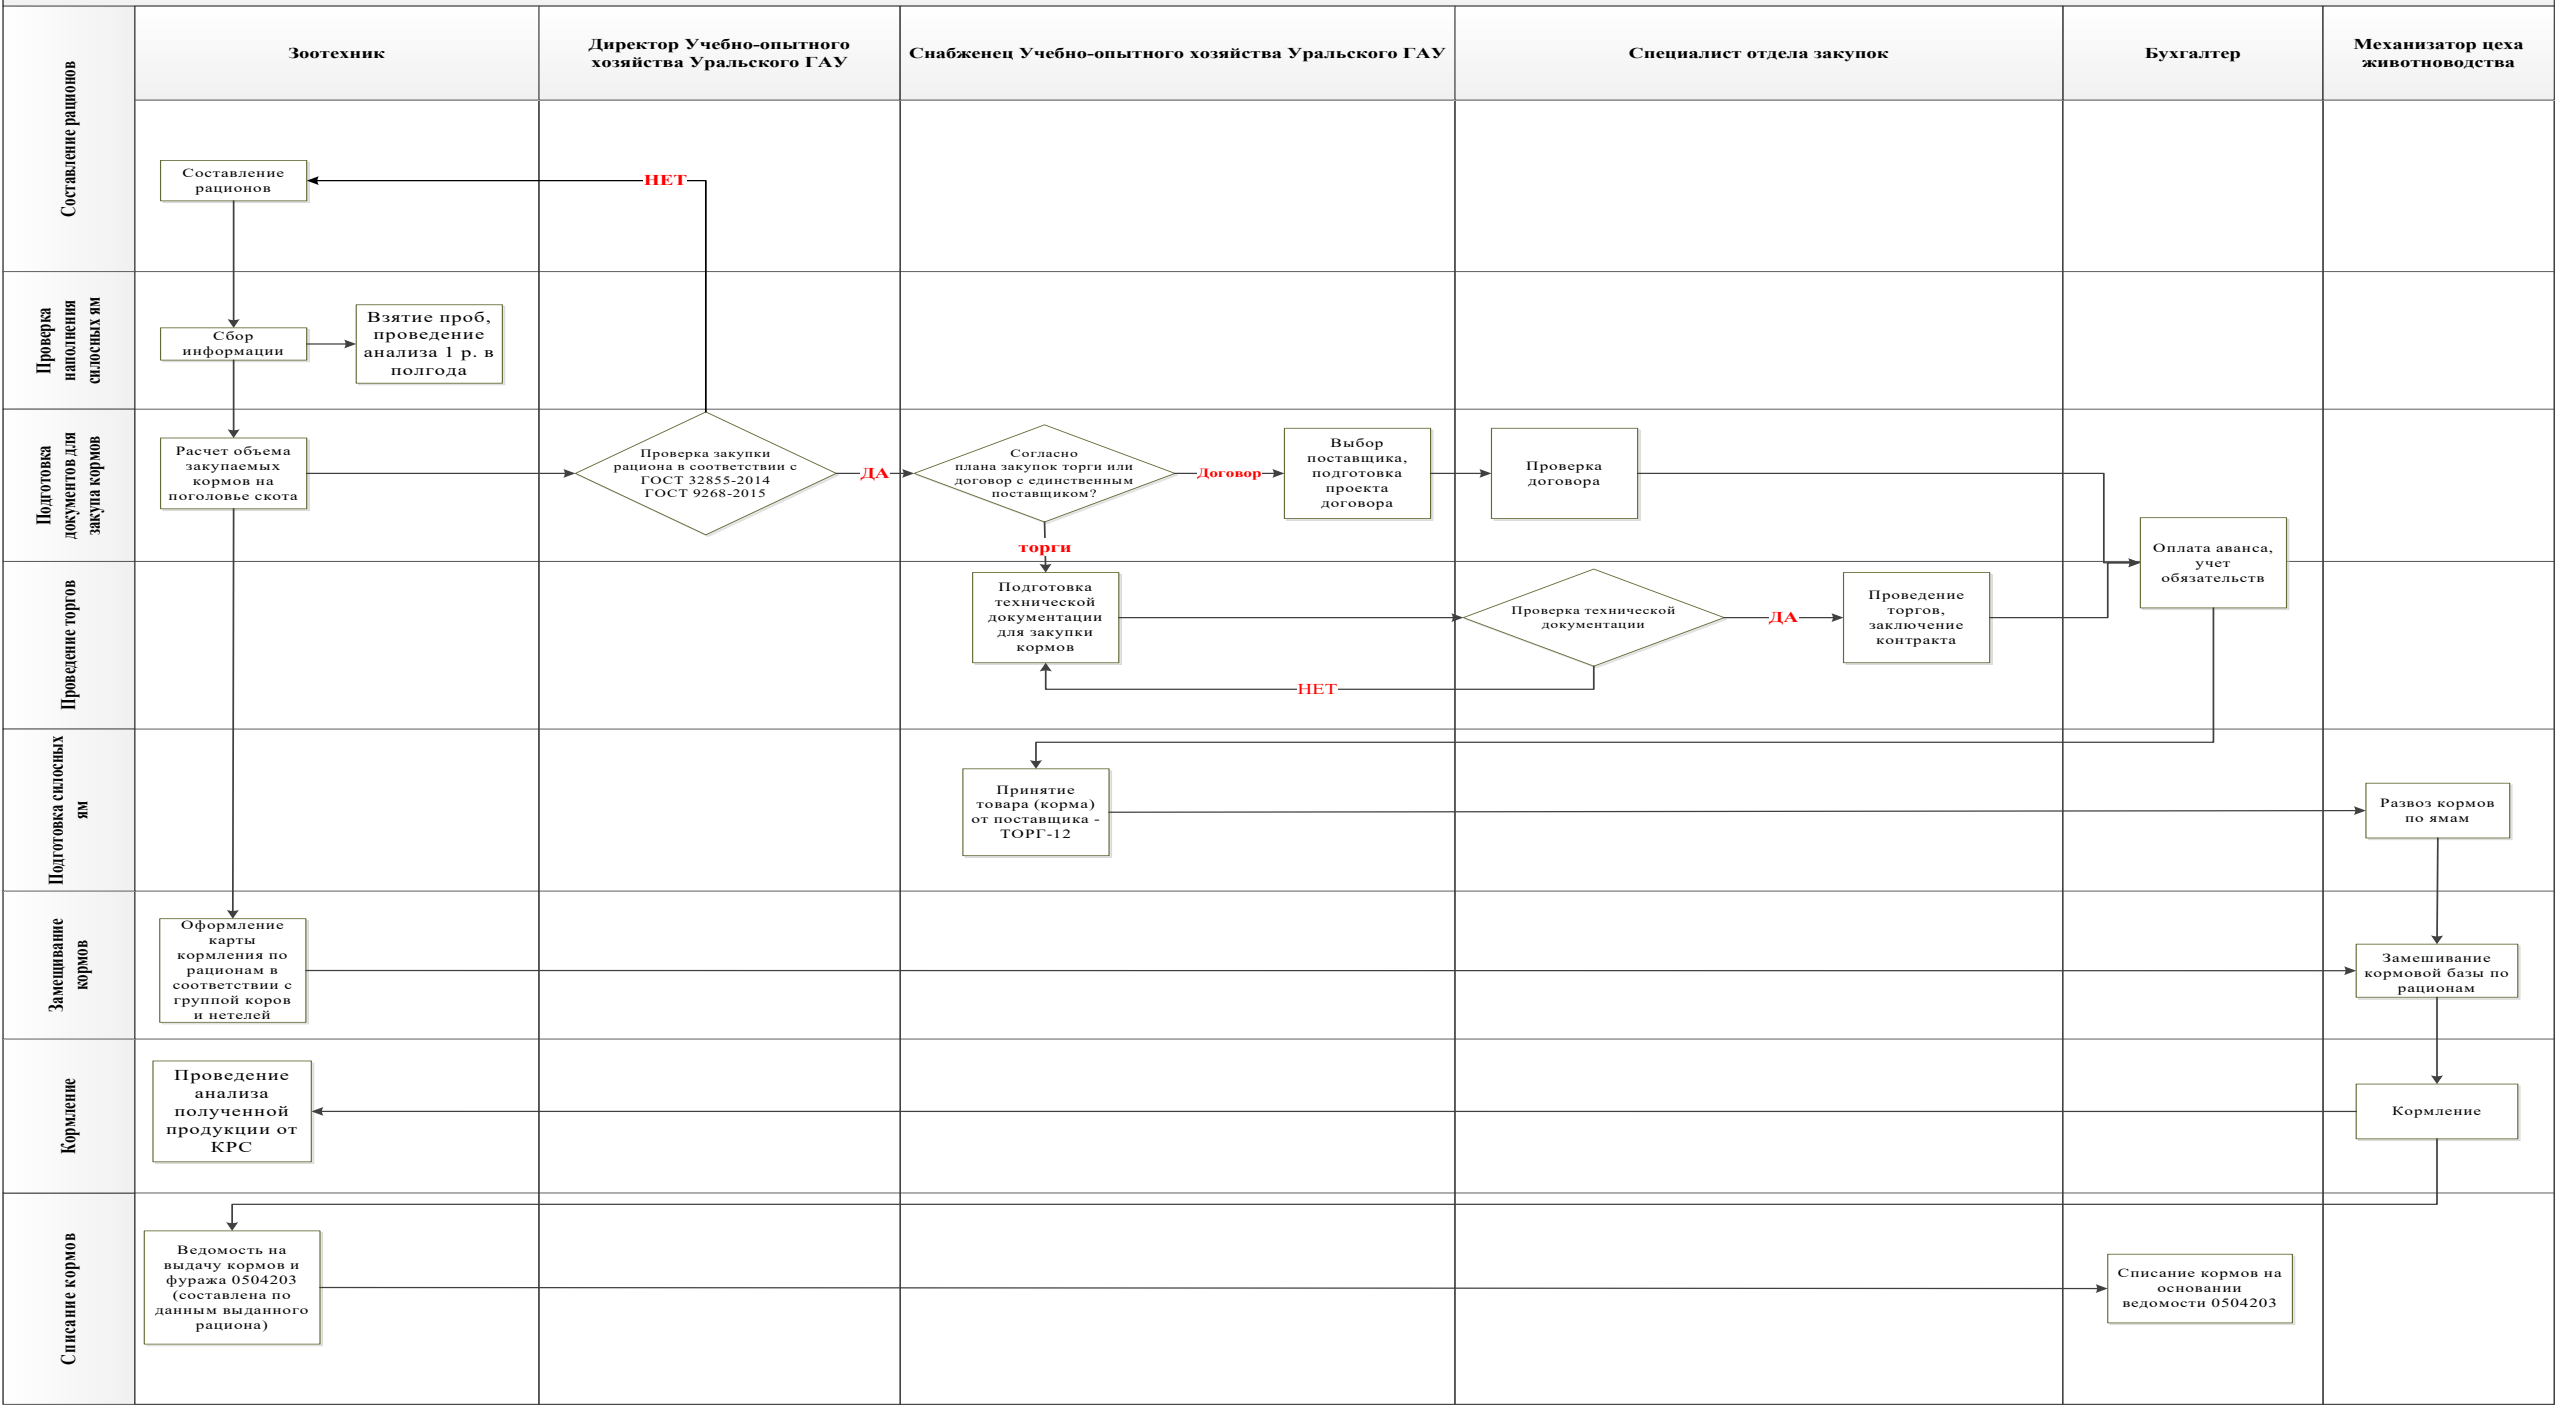 Зоотехник
Директор Учебно-опытного
хозяйства Уральского ГАУ
Снабженец Учебно-опытного хозяйства Уральского ГАУ
Специалист отдела закупок
Бухгалтер
Механизатор цеха
животноводства
Составление рационов
Составление
рационов
НЕТ
Проверка
наполнения
силосных ям
Сбор
информации
Взятие проб,
проведение
анализа 1 р. в
полгода
Подготовка
документов для
закупа кормов
Расчет объема
закупаемых
кормов на
поголовье скота
Проверка закупки
рациона в соответствии с
ГОСТ 32855-2014
ГОСТ 9268-2015
ДА
Согласно
плана закупок торги или
договор с единственным
поставщиком?
Договор
Выбор
поставщика,
подготовка
проекта
договора
Проверка
договора
торги
Оплата аванса,
учет
обязательств
Проведение торгов
Подготовка
технической
документации
для закупки
кормов
Проверка технической
документации
ДА
Проведение
торгов,
заключение
контракта
НЕТ
Подготовка силосных
ям
Принятие
товара (корма)
от поставщика -
ТОРГ-12
Развоз кормов
по ямам
Замещивание
кормов
Оформление
карты
кормления по
рационам в
соответствии с
группой коров
и нетелей
Замешивание
кормовой базы по
рационам
Кормление
Проведение
анализа
полученной
продукции от
КРС
Кормление
Списание кормов
Ведомость на
выдачу кормов и
фуража 0504203
(составлена по
данным выданного
рациона)
Списание кормов на
основании
ведомости 0504203